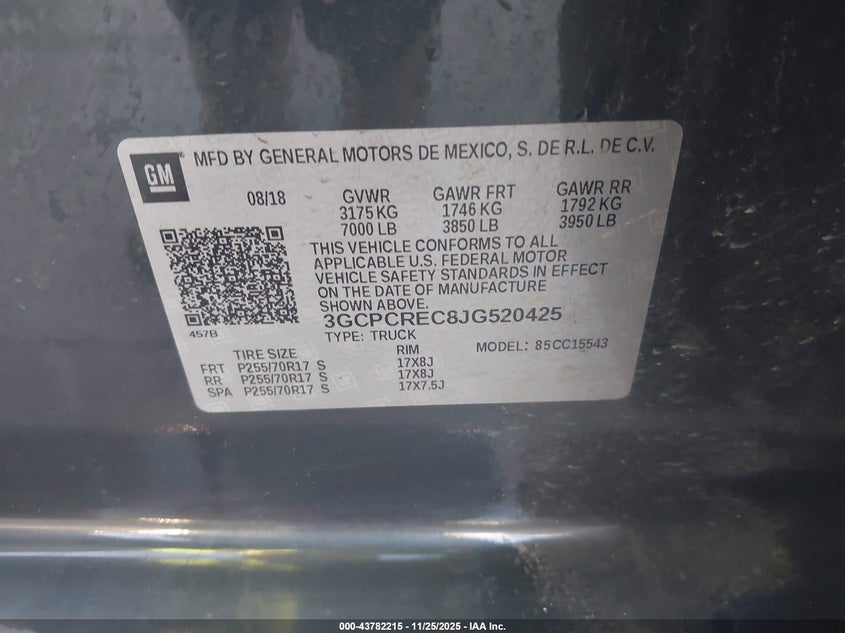 GM
MFD BY GENERAL MOTORS DE MEXICO, S. DE R.L. DE C.V.
08/18 GVWR GAWR FRT GAWR RR
3175 KG 1746 KG 1792 KG
7000 LB 3850 LB 3950 LB
THIS VEHICLE CONFORMS TO ALL
APPLICABLE U.S. FEDERAL MOTOR
VEHICLE SAFETY STANDARDS IN EFFECT
ON THE DATE OF MANUFACTURE
SHOWN ABOVE.
457B
3GCPCREC8JG520425
TYPE: TRUCK MODEL: 85CC15543
TIRE SIZE RIM
FRT P255/70R17 S 17X8J
RR P255/70R17 S 17X8J
SPA P255/70R17 S 17X7.5J
000-43782215 - 11/25/2025 - IAA Inc.